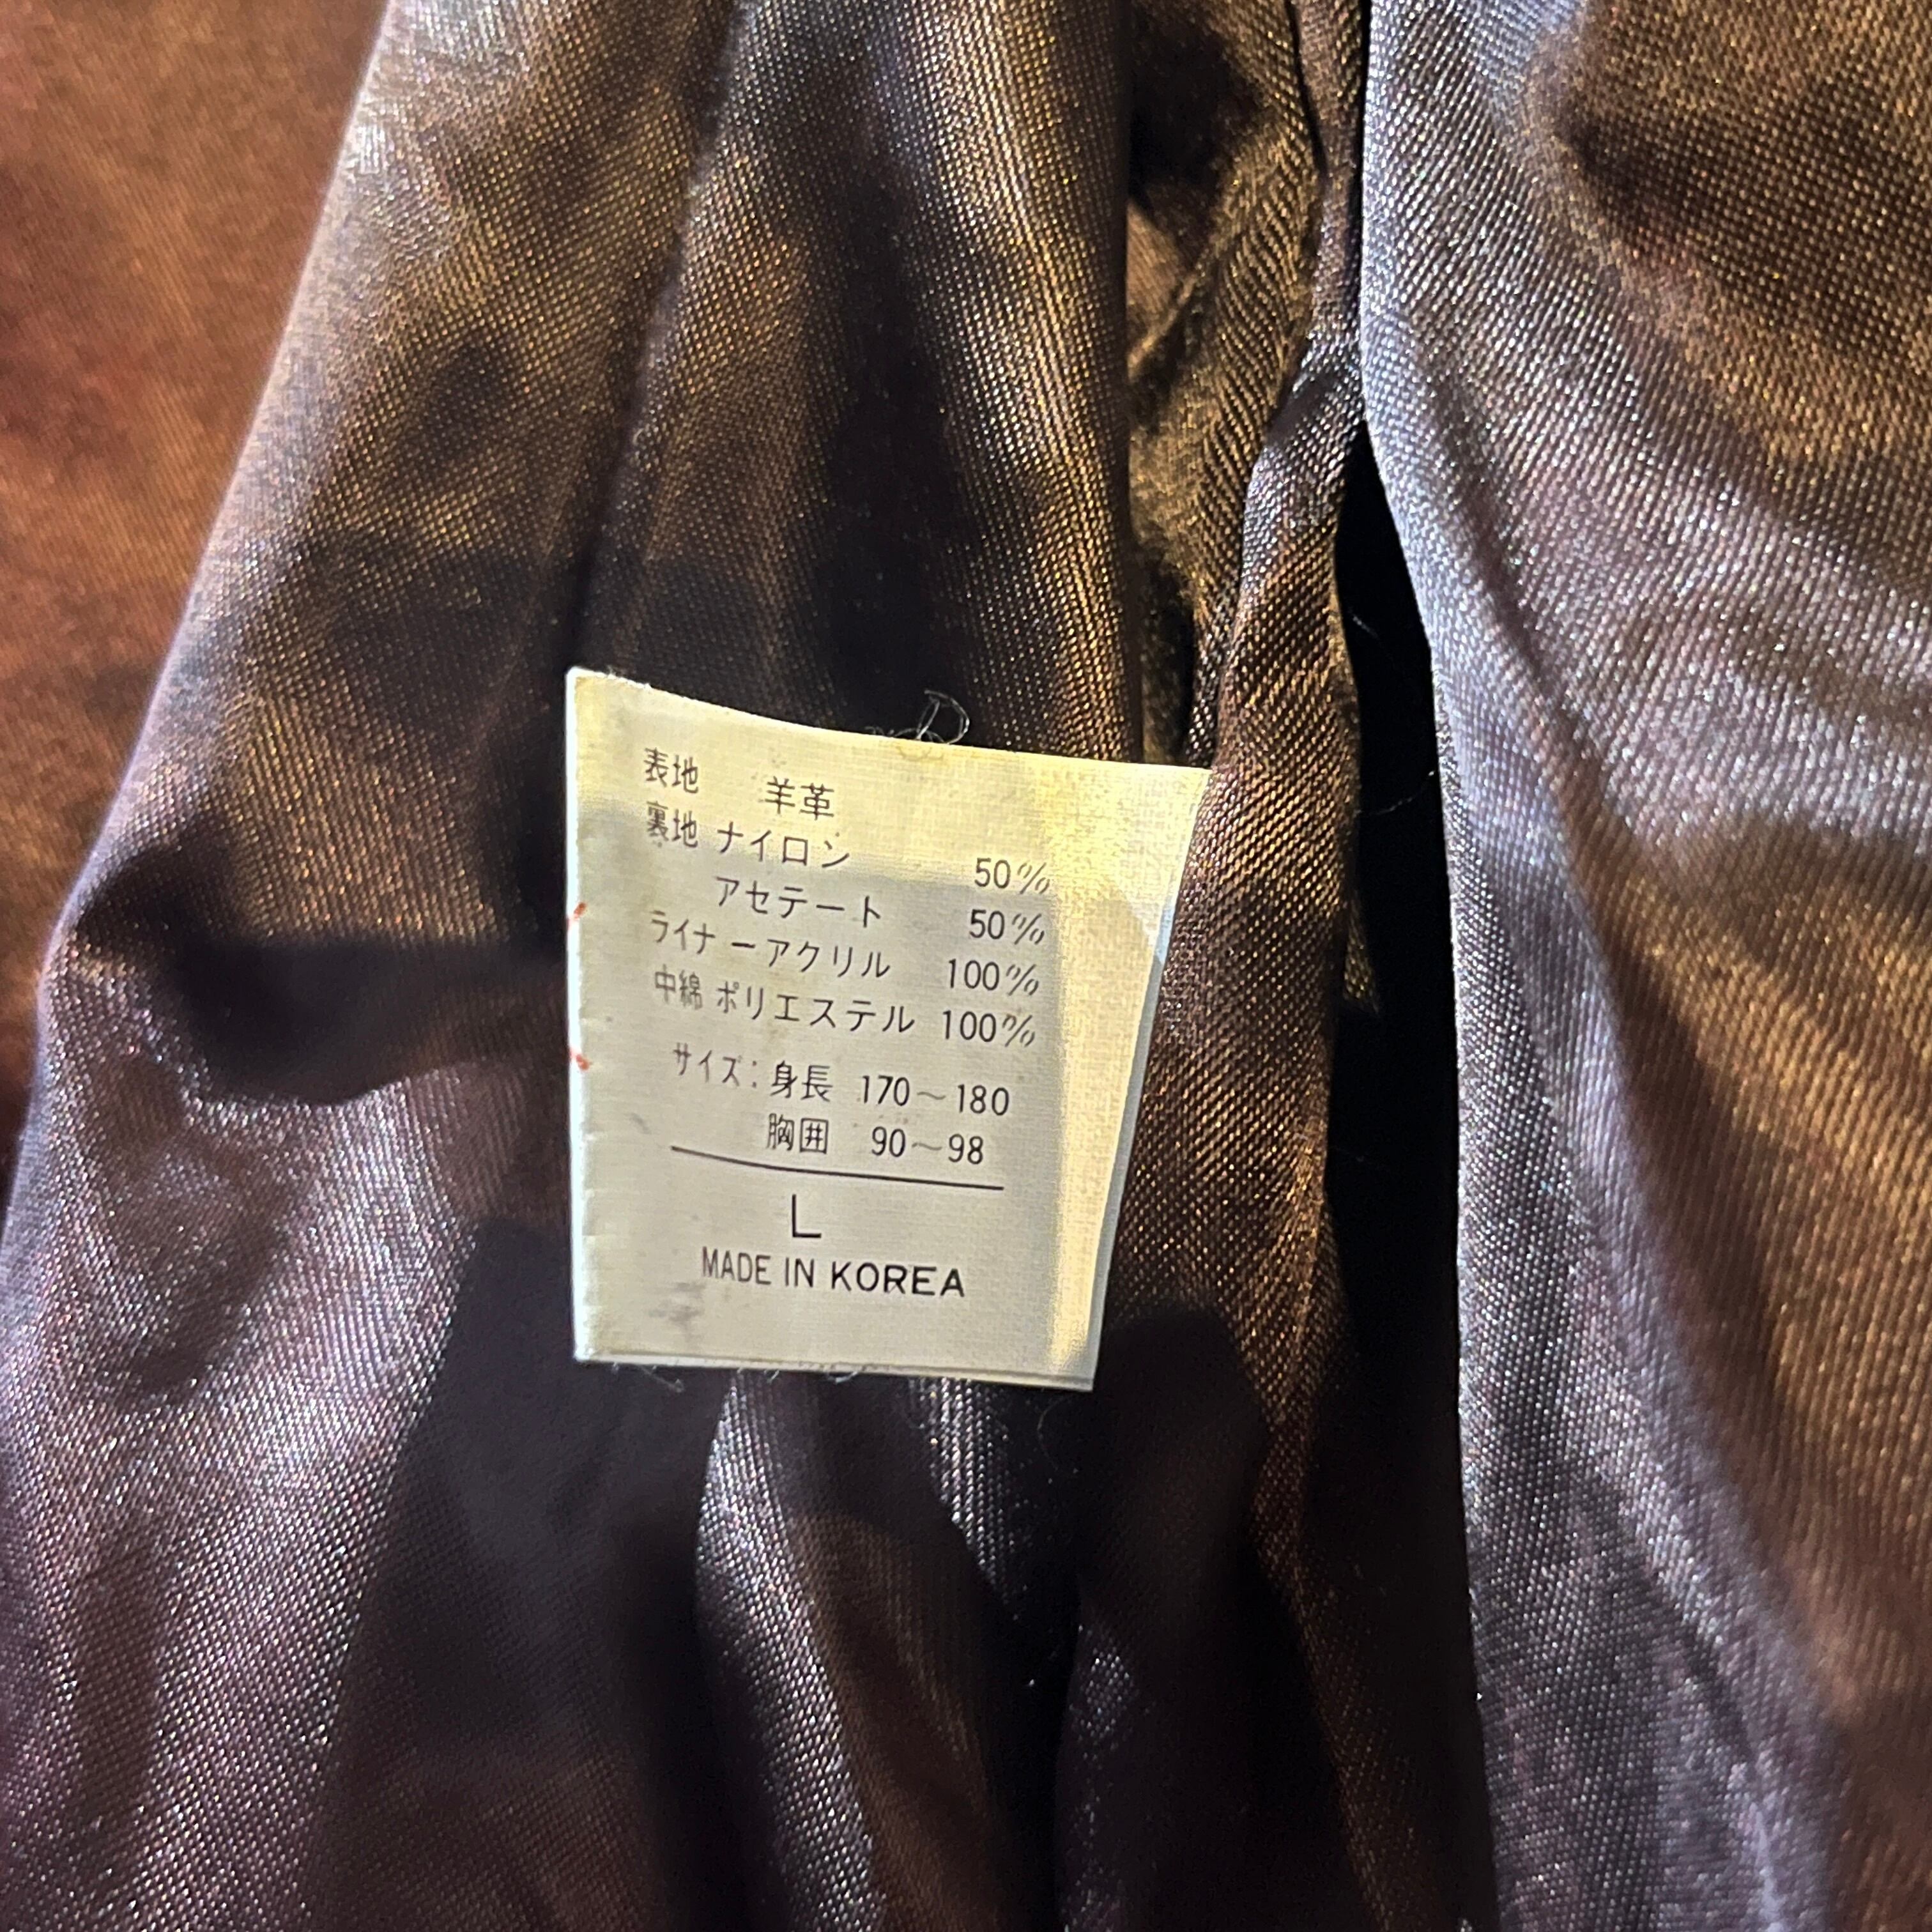 表地 羊革
裏地 ナイロン 50%
アセテート 50%
ライナーアクリル 100%
中綿 ポリエステル 100%
サイズ:身長 170~180
胸囲 90~98
L
MADE IN KOREA